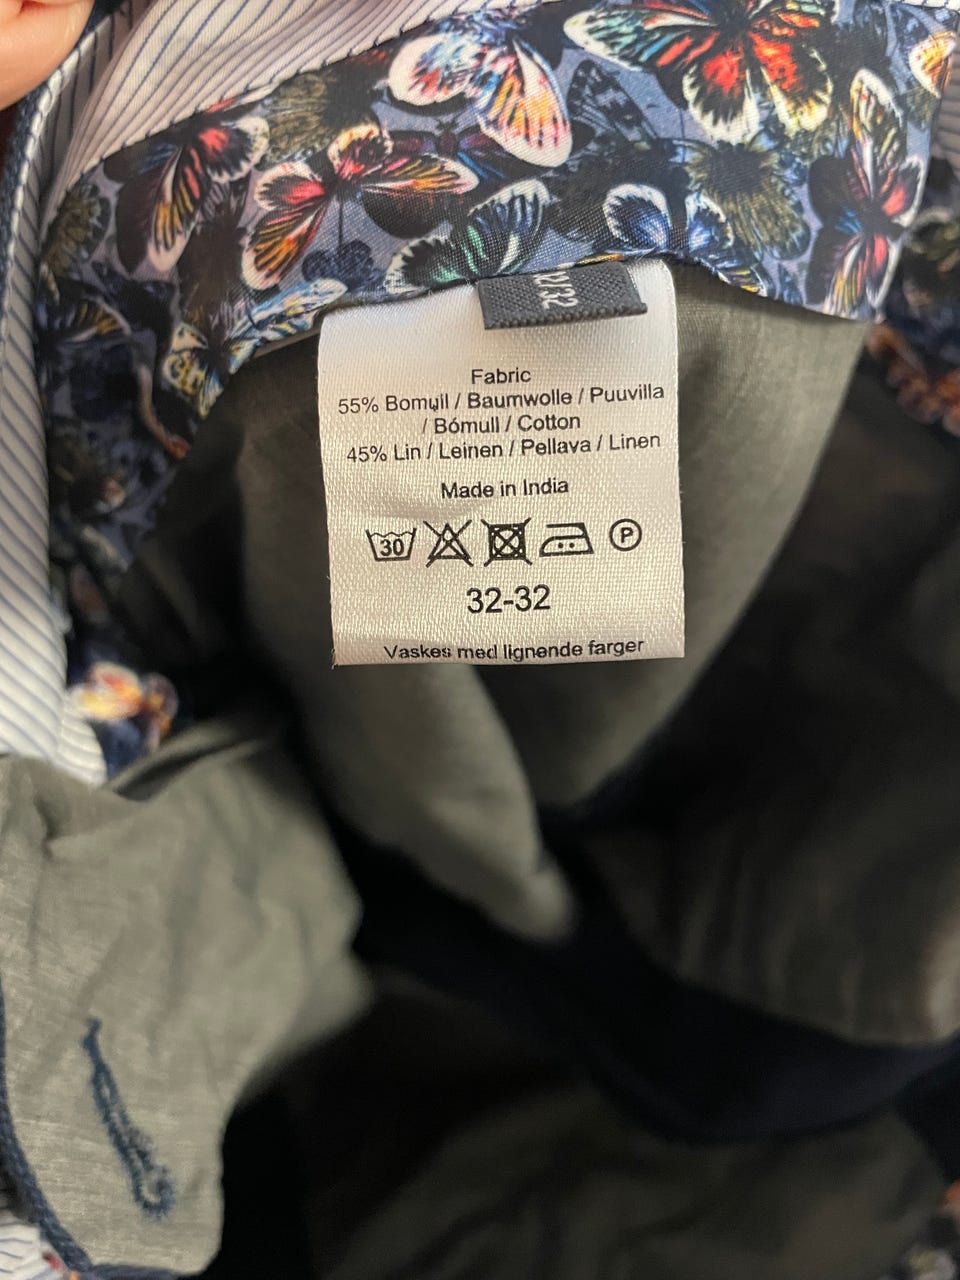 Fabric
55% Bomull / Baumwolle / Puuvilla
/ Bómull / Cotton
45% Lin / Leinen / Pellava / Linen
Made in India
30
P
32-32
Vaskes med lignende farger